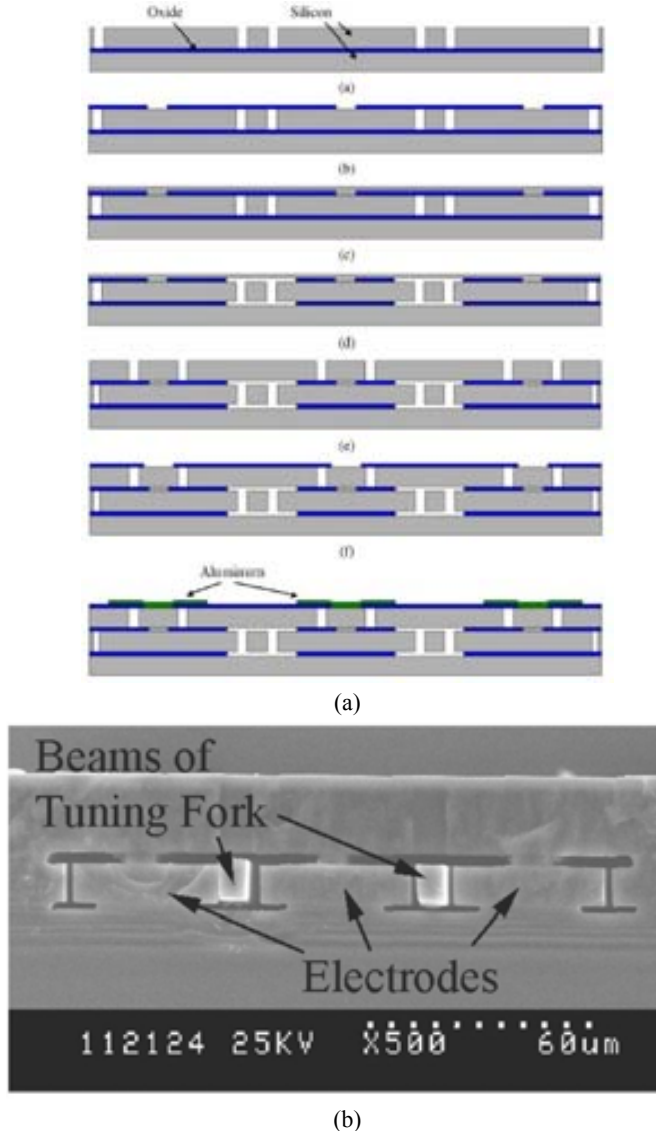 Oxide Silicon
(a)
(b)
(c)
(d)
(e)
(f)
Aluminum
(a)
Beams of
Tuning Fork
Electrodes
112124 25KV X500 60um
(b)